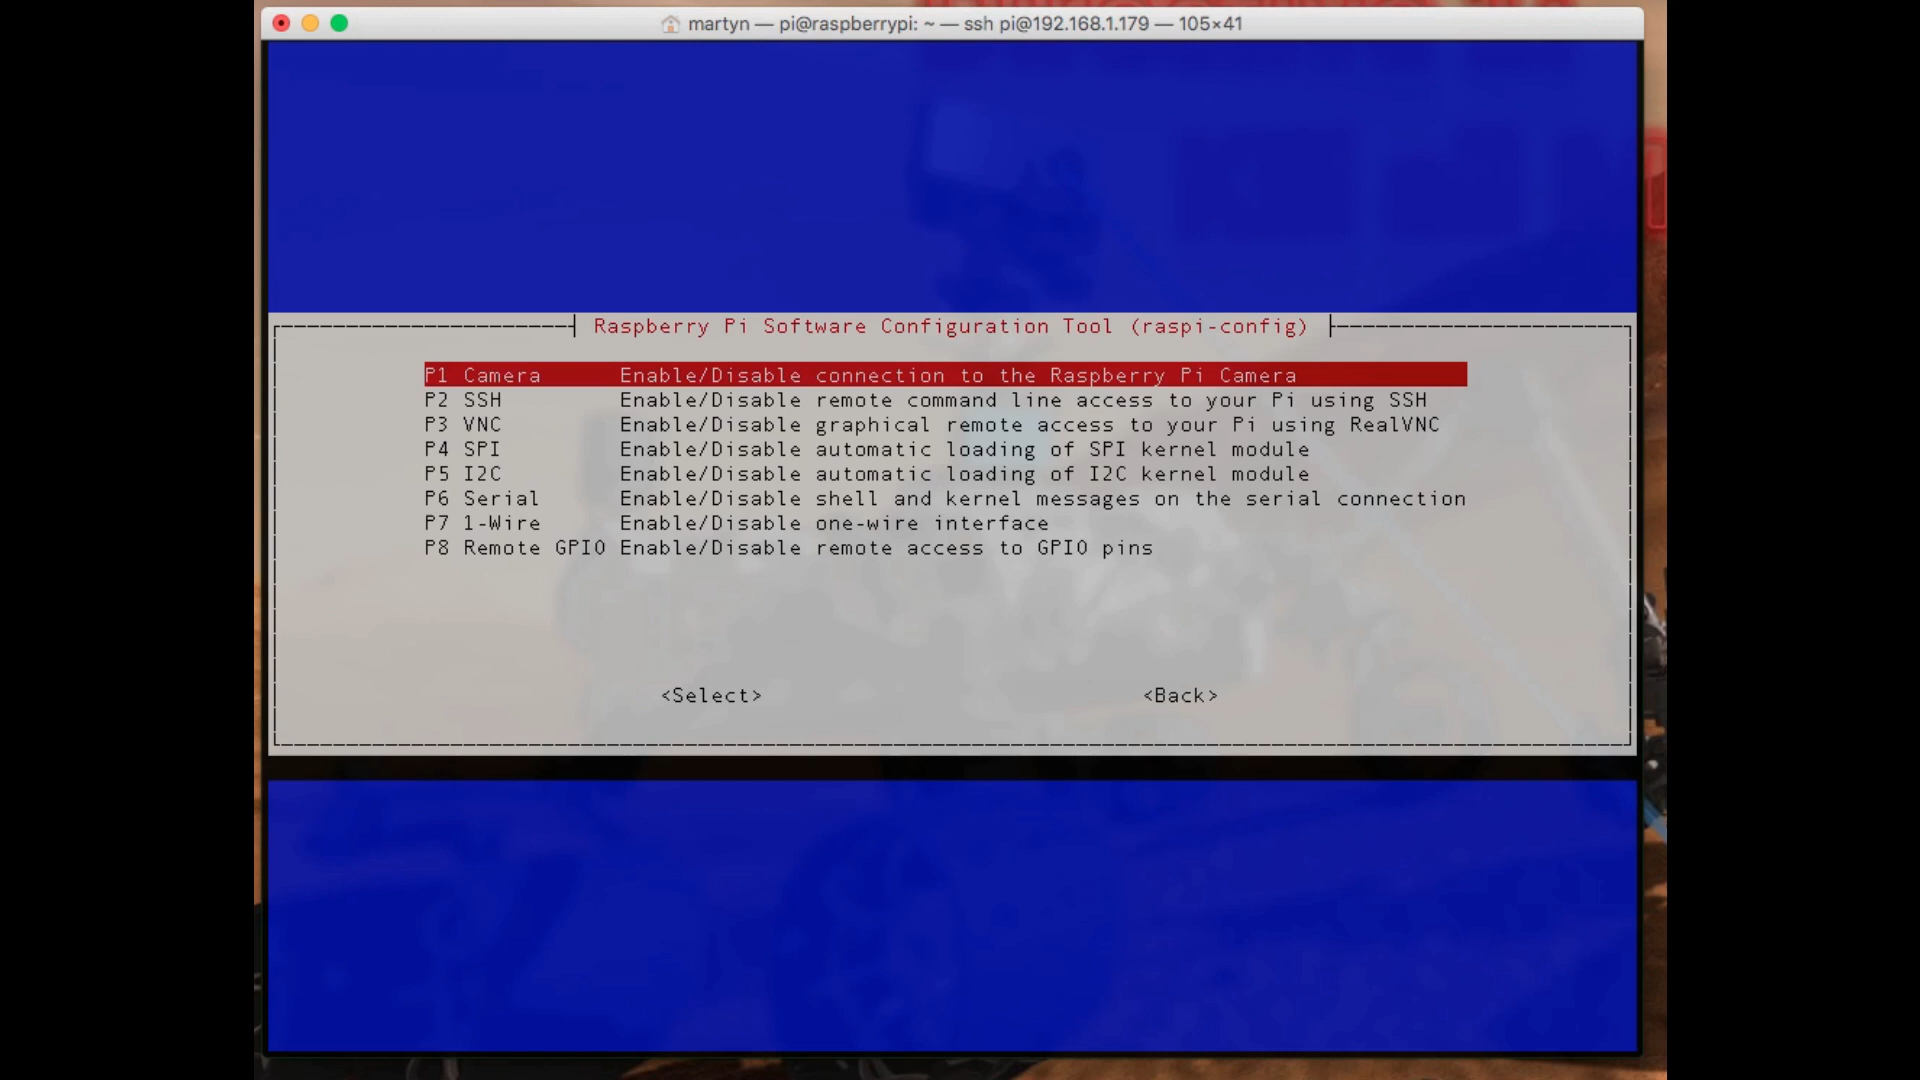 martyn — pi@raspberrypi: ~ — ssh pi@192.168.1.179 — 105×41
Raspberry Pi Software Configuration Tool (raspi-config)
P1 Camera Enable/Disable connection to the Raspberry Pi Camera
P2 SSH Enable/Disable remote command line access to your Pi using SSH
P3 VNC Enable/Disable graphical remote access to your Pi using RealVNC
P4 SPI Enable/Disable automatic loading of SPI kernel module
P5 I2C Enable/Disable automatic loading of I2C kernel module
P6 Serial Enable/Disable shell and kernel messages on the serial connection
P7 1-Wire Enable/Disable one-wire interface
P8 Remote GPIO Enable/Disable remote access to GPIO pins
<Select> <Back>